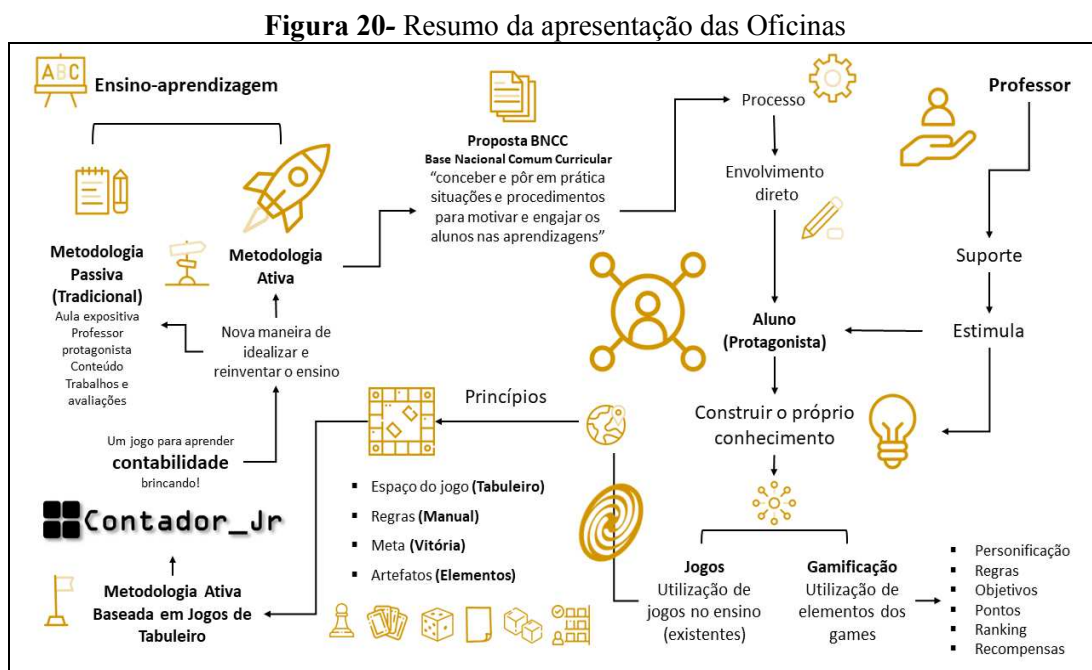 Figura 20- Resumo da apresentação das Oficinas
ABC
Ensino-aprendizagem
Metodologia
Passiva
(Tradicional)
Aula expositiva
Professor
protagonista
Conteúdo
Trabalhos e
avaliações
Metodologia
Ativa
Nova maneira de
idealizar e
reinventar o ensino
Um jogo para aprender
contabilidade
brincando!
Contador_Jr
Metodologia Ativa
Baseada em Jogos de
Tabuleiro
Proposta BNCC
Base Nacional Comum Curricular
“conceber e pôr em prática
situações e procedimentos
para motivar e engajar os
alunos nas aprendizagens”
Princípios
▪ Espaço do jogo (Tabuleiro)
▪ Regras (Manual)
▪ Meta (Vitória)
▪ Artefatos (Elementos)
Processo
Envolvimento
direto
Aluno
(Protagonista)
Construir o próprio
conhecimento
Professor
Suporte
Estimula
Jogos
Utilização de
jogos no ensino
(existentes)
Gamificação
Utilização de
elementos dos
games
▪ Personificação
▪ Regras
▪ Objetivos
▪ Pontos
▪ Ranking
▪ Recompensas